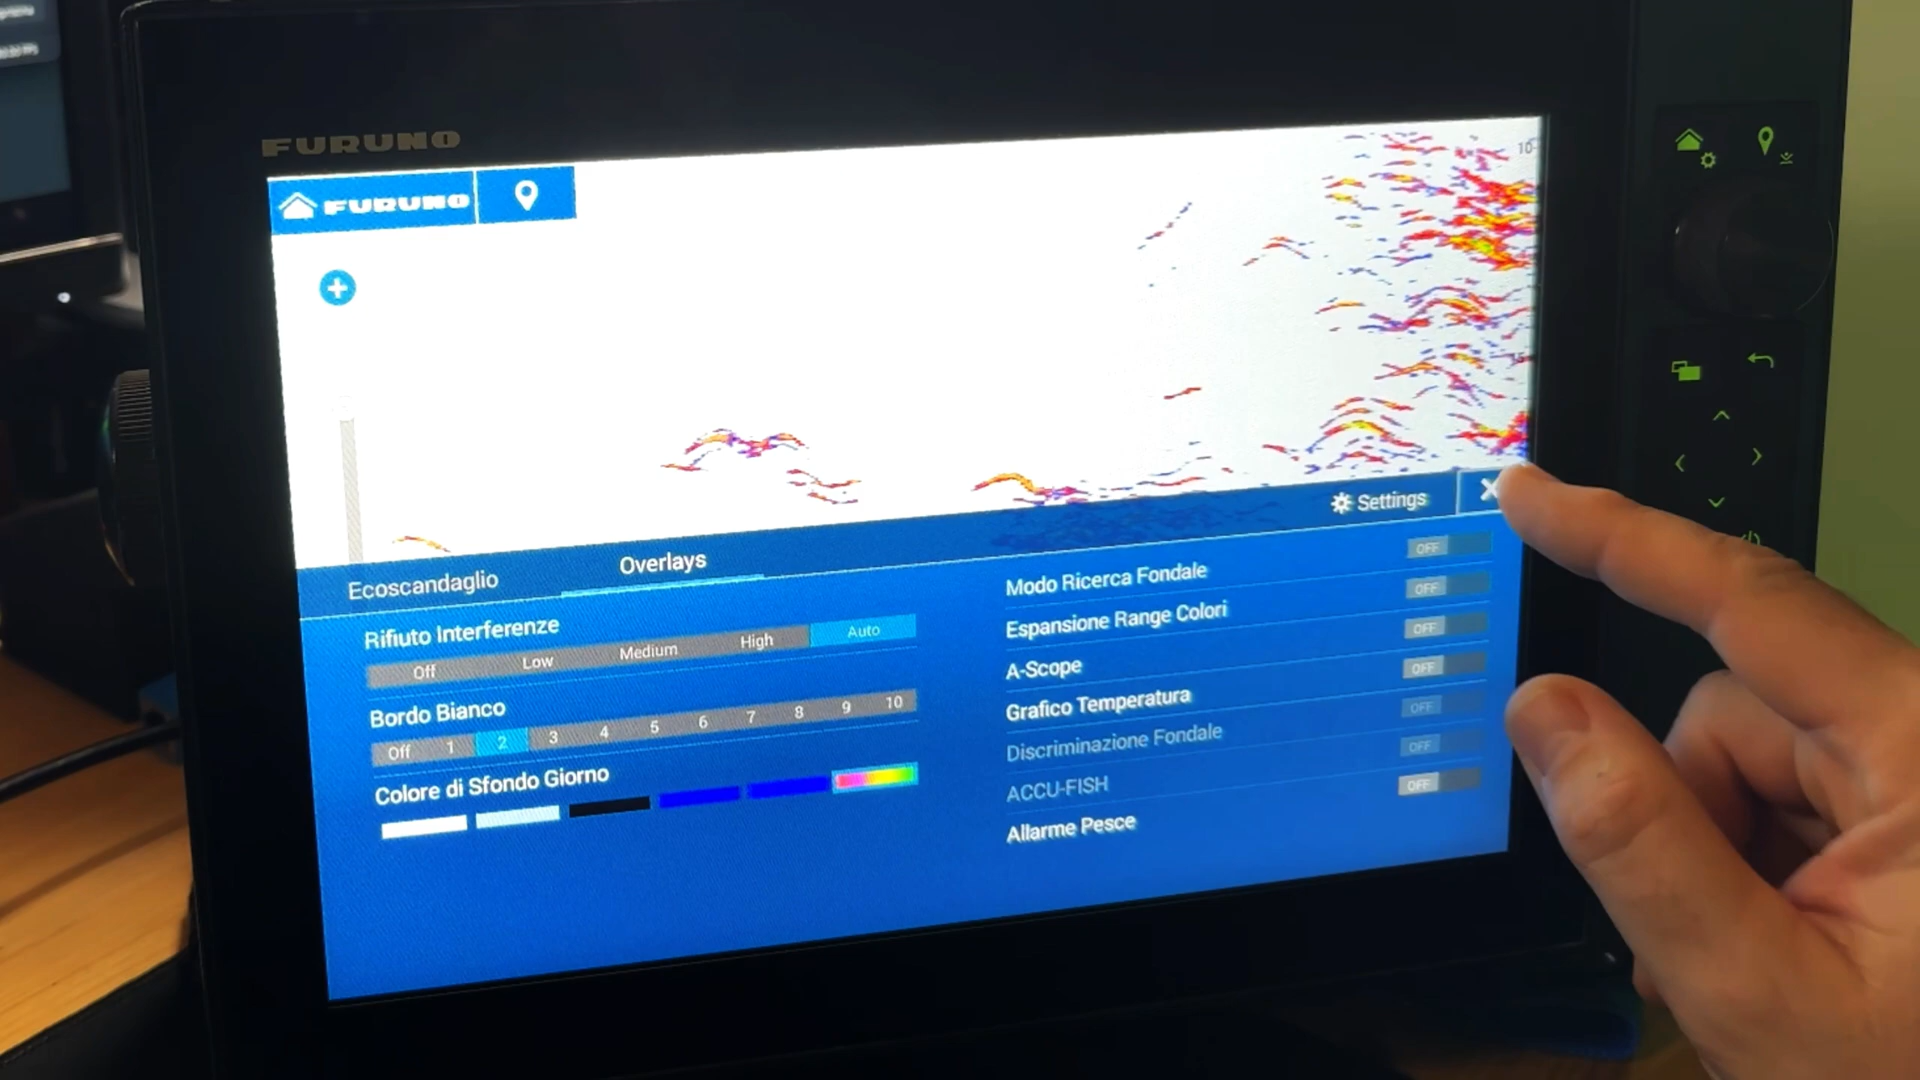 FURUNO
FURUNO
10
Settings
Ecoscandaglio
Overlays
Rifiuto Interferenze
Off Low Medium High Auto
Bordo Bianco
Off 1 2 3 4 5 6 7 8 9 10
Colore di Sfondo Giorno
OFF
Modo Ricerca Fondale
OFF
Espansione Range Colori
OFF
A-Scope
OFF
Grafico Temperatura
OFF
Discriminazione Fondale
OFF
ACCU-FISH
OFF
Allarme Pesce